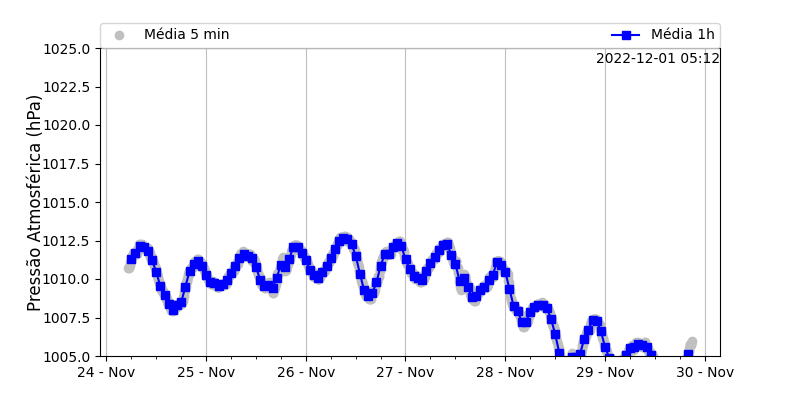 Média 5 min
Média 1h
2022-12-01 05:12
Pressão Atmosférica (hPa)
1025.0
1022.5
1020.0
1017.5
1015.0
1012.5
1010.0
1007.5
1005.0
24 - Nov
25 - Nov
26 - Nov
27 - Nov
28 - Nov
29 - Nov
30 - Nov